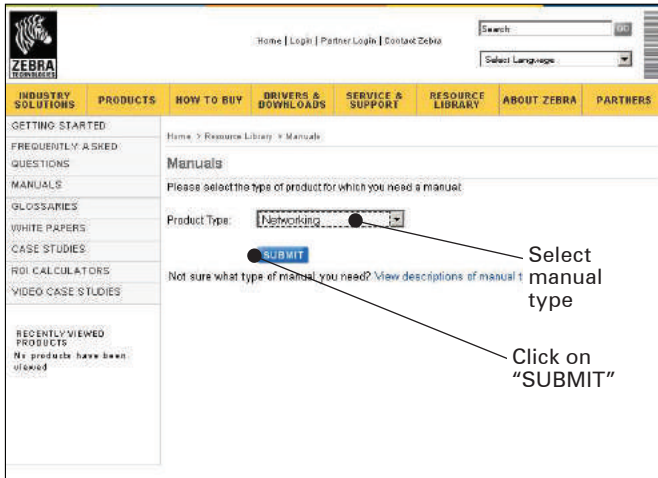 Home | Login | Partner Login | Contact Zebra
Search
GO
Select Language
ZEBRA
TECHNOLOGIES
INDUSTRY SOLUTIONS
PRODUCTS
HOW TO BUY
DRIVERS & DOWNLOADS
SERVICE & SUPPORT
RESOURCE LIBRARY
ABOUT ZEBRA
PARTNERS
GETTING STARTED
FREQUENTLY ASKED
QUESTIONS
MANUALS
GLOSSARIES
WHITE PAPERS
CASE STUDIES
ROI CALCULATORS
VIDEO CASE STUDIES
RECENTLY VIEWED
PRODUCTS
No products have been
viewed
Home > Resource Library > Manuals
Manuals
Please select the type of product for which you need a manual:
Product Type:
Networking
SUBMIT
Not sure what type of manual you need? View descriptions of manual t
Select
manual
type
Click on
“SUBMIT”